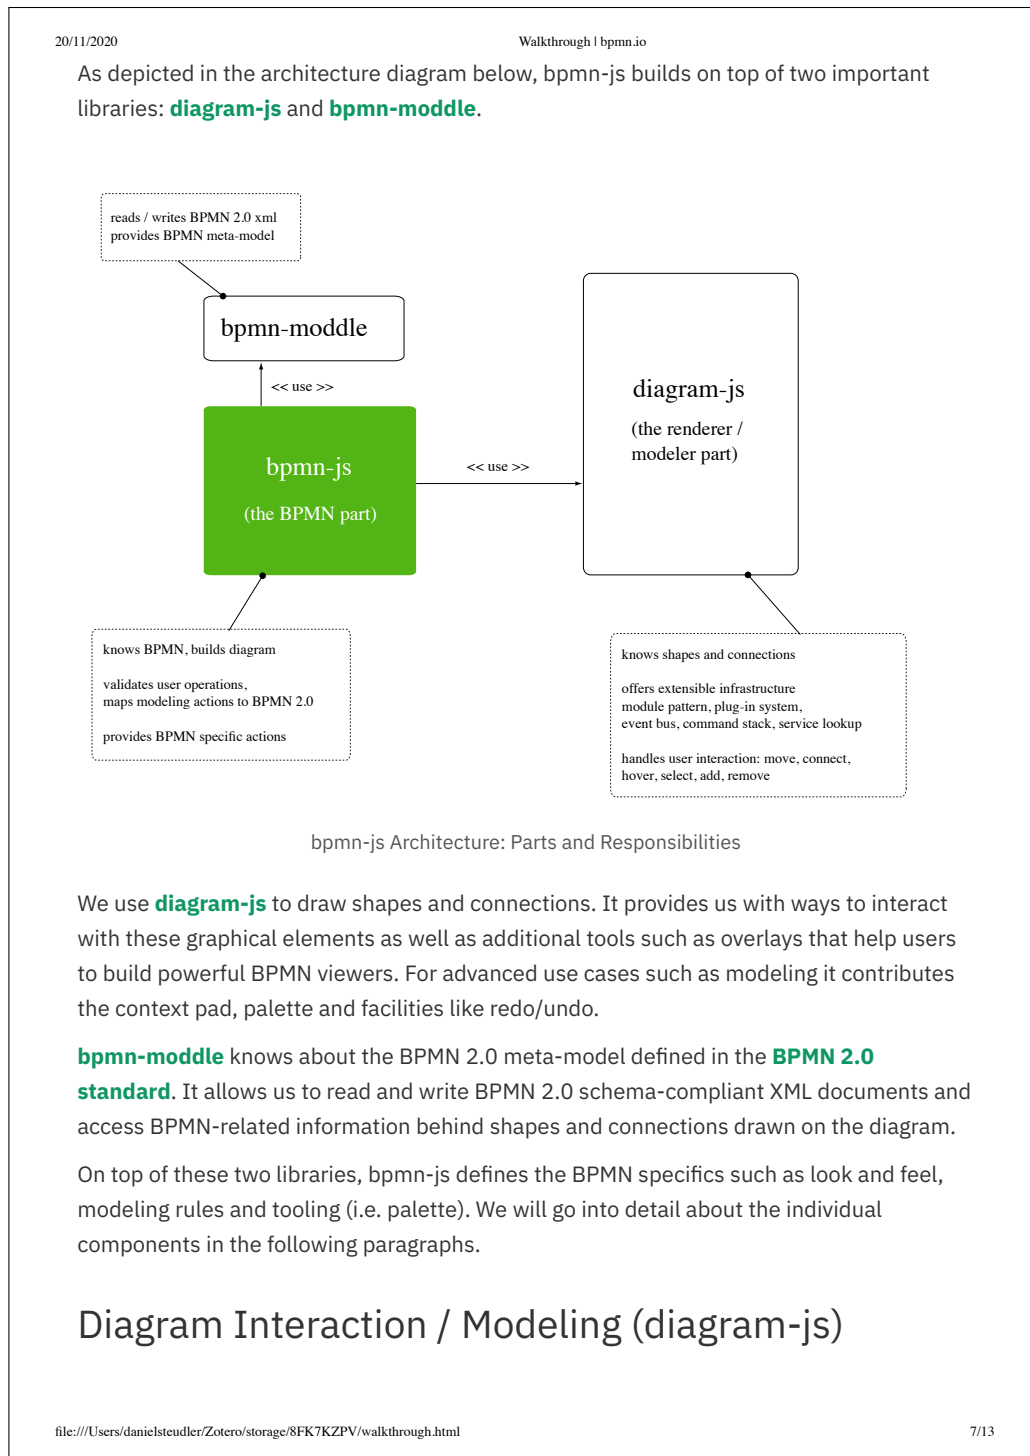 20/11/2020
Walkthrough | bpmn.io
As depicted in the architecture diagram below, bpmn-js builds on top of two important
libraries: diagram-js and bpmn-moddle.
reads / writes BPMN 2.0 xml
provides BPMN meta-model
bpmn-moddle
<< use >>
diagram-js
(the renderer /
modeler part)
bpmn-js
(the BPMN part)
<< use >>
knows BPMN, builds diagram
validates user operations,
maps modeling actions to BPMN 2.0
provides BPMN specific actions
knows shapes and connections
offers extensible infrastructure
module pattern, plug-in system,
event bus, command stack, service lookup
handles user interaction: move, connect,
hover, select, add, remove
bpmn-js Architecture: Parts and Responsibilities
We use diagram-js to draw shapes and connections. It provides us with ways to interact
with these graphical elements as well as additional tools such as overlays that help users
to build powerful BPMN viewers. For advanced use cases such as modeling it contributes
the context pad, palette and facilities like redo/undo.
bpmn-moddle knows about the BPMN 2.0 meta-model defined in the BPMN 2.0
standard. It allows us to read and write BPMN 2.0 schema-compliant XML documents and
access BPMN-related information behind shapes and connections drawn on the diagram.
On top of these two libraries, bpmn-js defines the BPMN specifics such as look and feel,
modeling rules and tooling (i.e. palette). We will go into detail about the individual
components in the following paragraphs.
Diagram Interaction / Modeling (diagram-js)
file:///Users/danielsteudler/Zotero/storage/8FK7KZPV/walkthrough.html
7/13